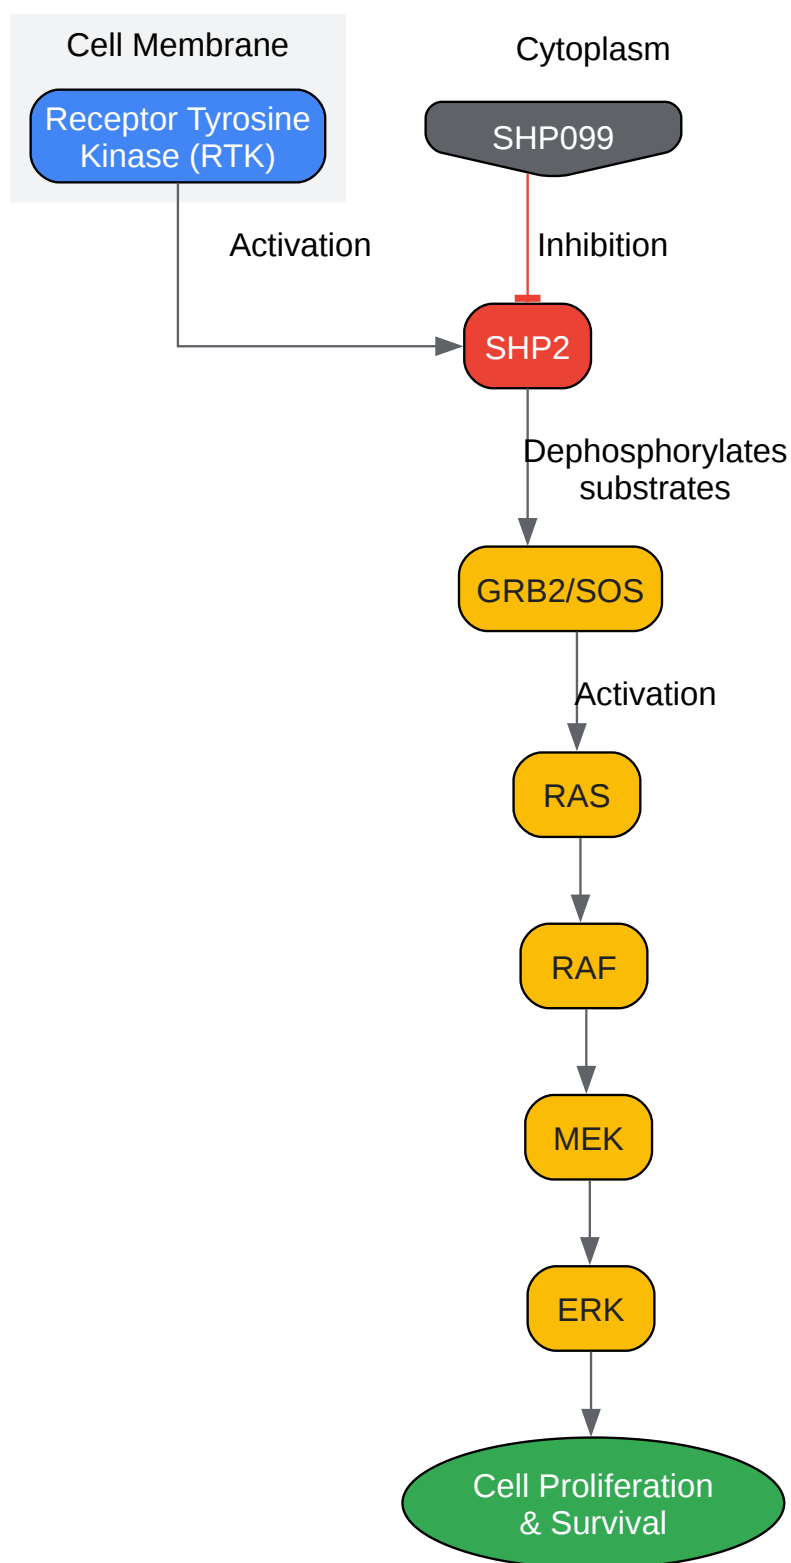 Cell Membrane
Cytoplasm
Receptor Tyrosine
Kinase (RTK)
SHP099
Activation
Inhibition
SHP2
Dephosphorylates
substrates
GRB2/SOS
Activation
RAS
RAF
MEK
ERK
Cell Proliferation
& Survival